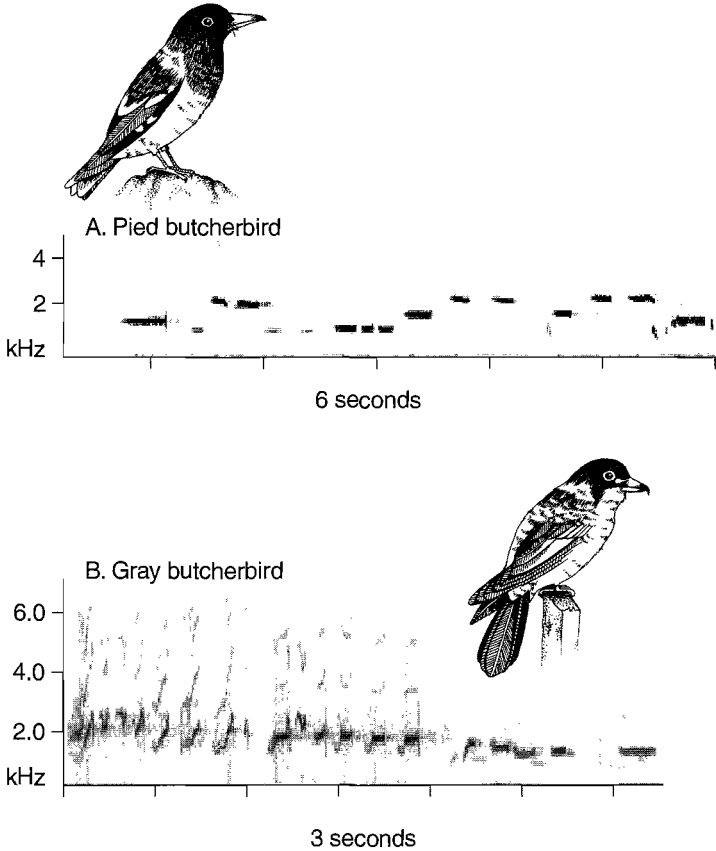 A. Pied butcherbird
4
2
kHz
6 seconds
B. Gray butcherbird
6.0
4.0
2.0
kHz
3 seconds